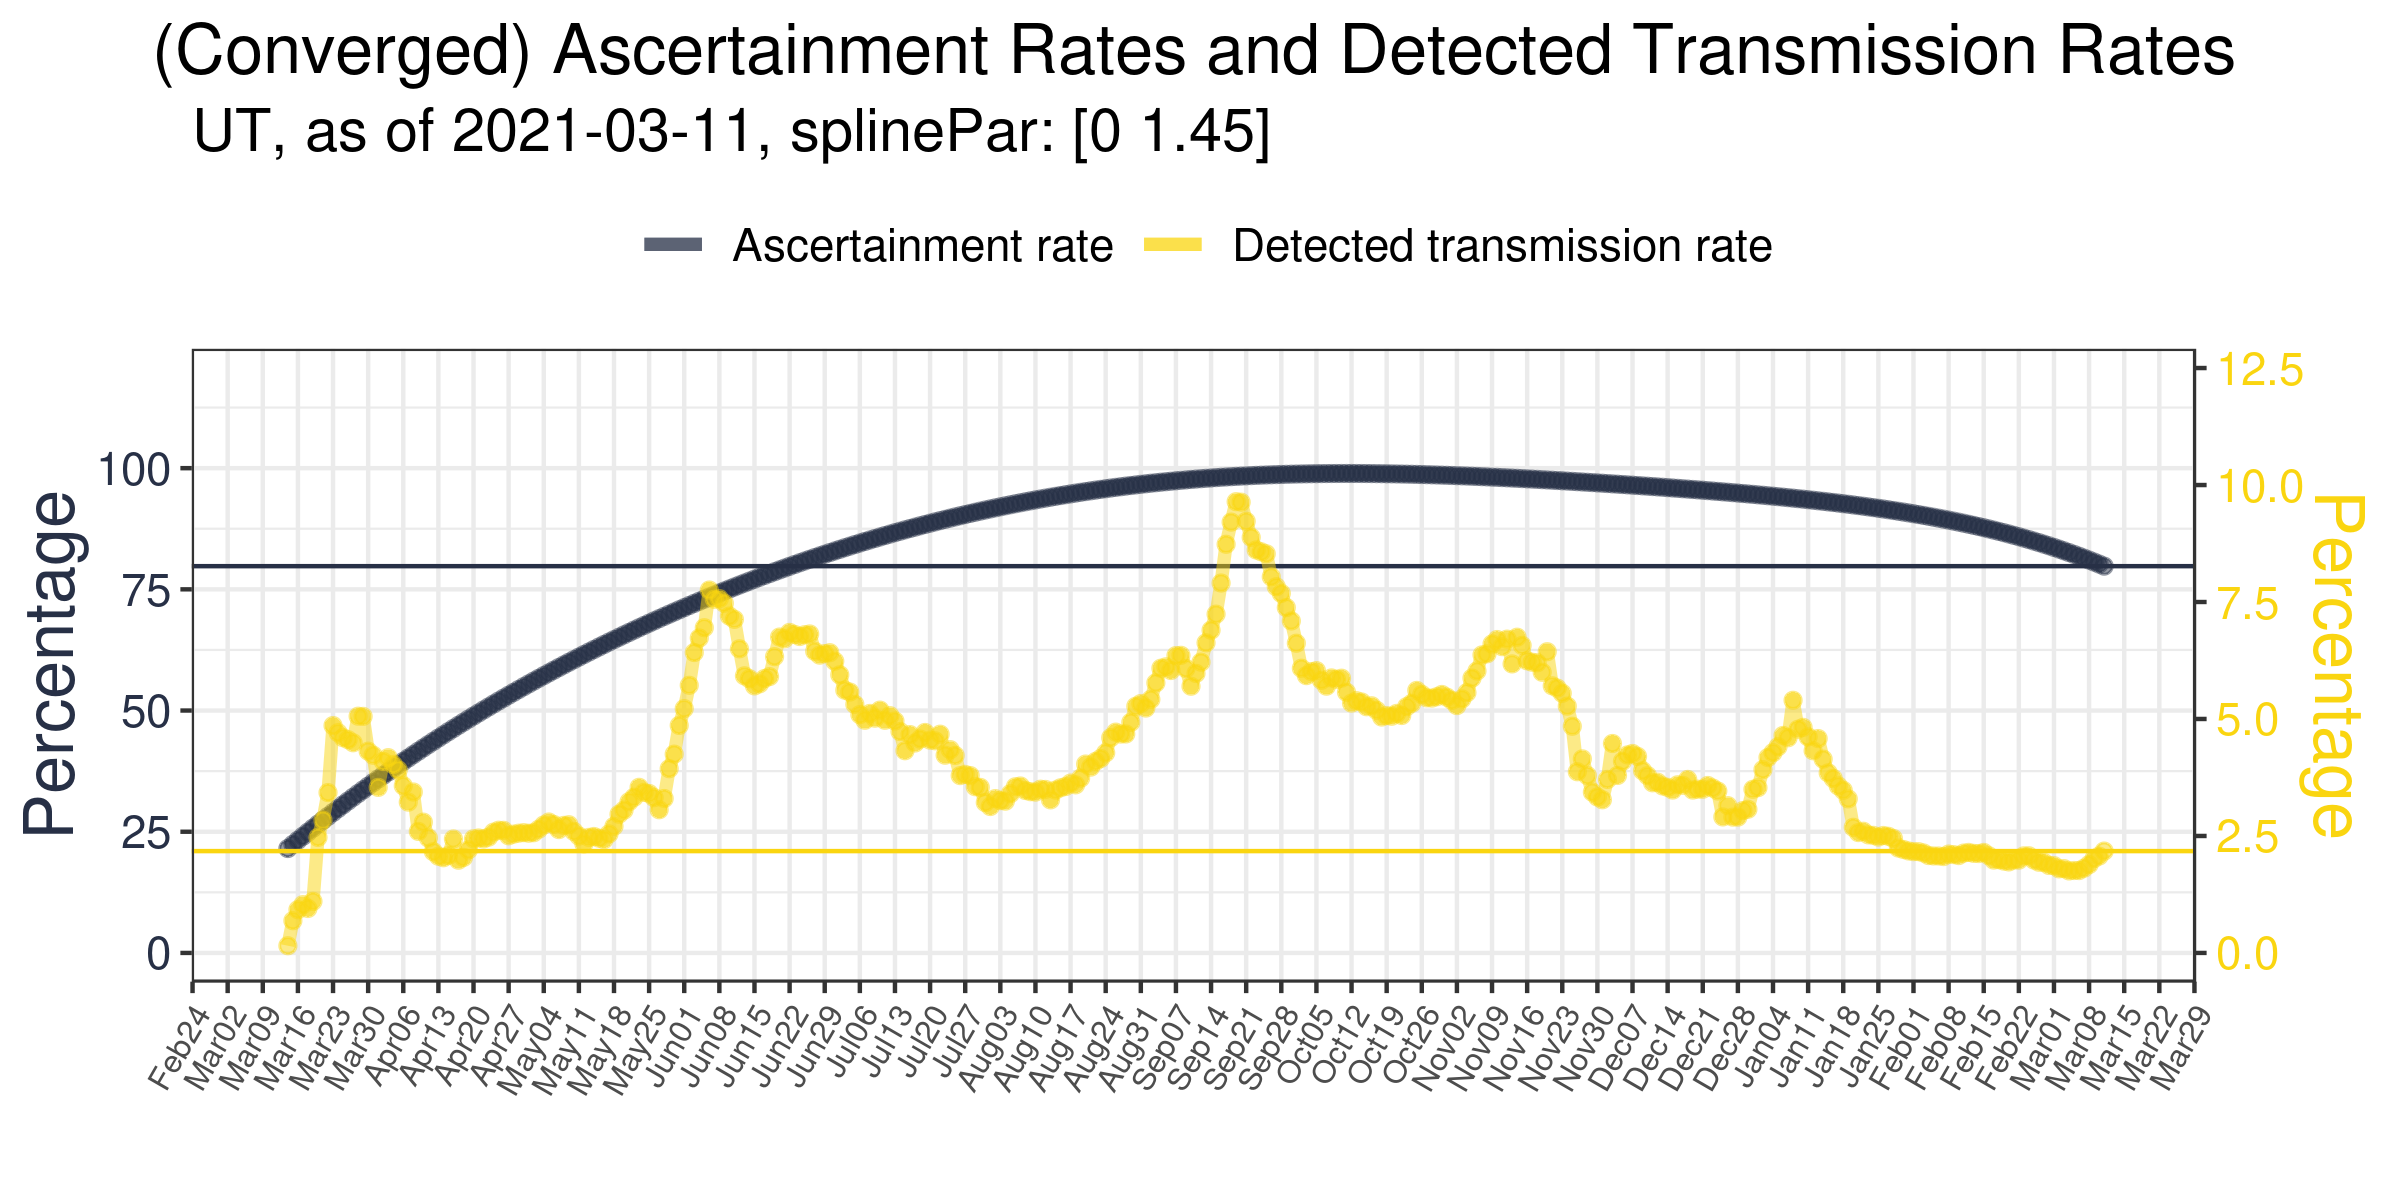 (Converged) Ascertainment Rates and Detected Transmission Rates
UT, as of 2021-03-11, splinePar: [0 1.45]
Ascertainment rate
Detected transmission rate
Percentage
100
75
50
25
0
12.5
10.0
7.5
5.0
2.5
0.0
Percentage
Feb24
Mar02
Mar09
Mar16
Mar23
Mar30
Apr06
Apr13
Apr20
Apr27
May04
May11
May18
May25
Jun01
Jun08
Jun15
Jun22
Jun29
Jul06
Jul13
Jul20
Jul27
Aug03
Aug10
Aug17
Aug24
Aug31
Sep07
Sep14
Sep21
Sep28
Oct05
Oct12
Oct19
Oct26
Nov02
Nov09
Nov16
Nov23
Nov30
Dec07
Dec14
Dec21
Dec28
Jan04
Jan11
Jan18
Jan25
Feb01
Feb08
Feb15
Feb22
Mar01
Mar08
Mar15
Mar22
Mar29